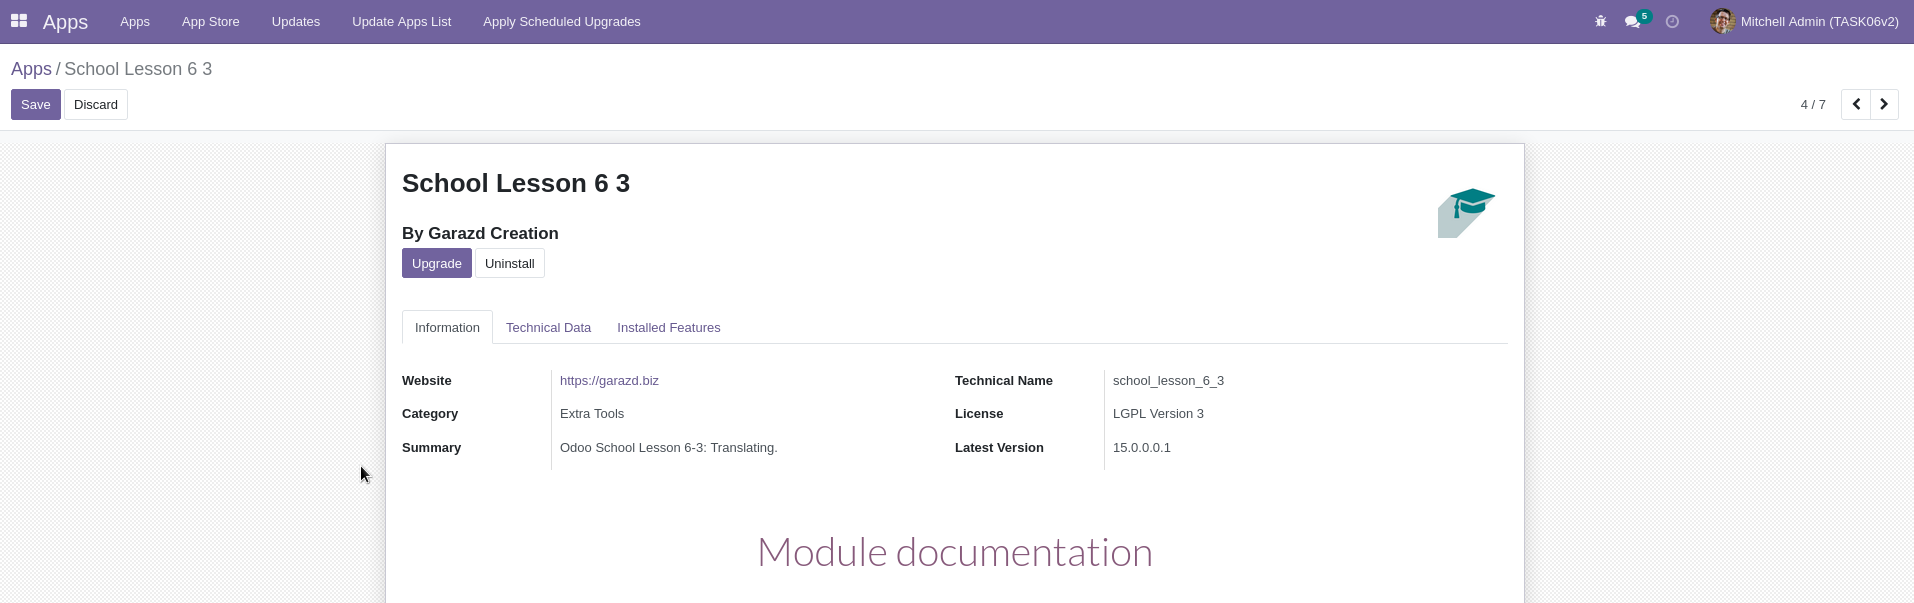 Apps Apps App Store Updates Update Apps List Apply Scheduled Upgrades 5 Mitchell Admin (TASK06v2)
Apps / School Lesson 6 3
Save Discard 4 / 7
School Lesson 6 3
By Garazd Creation
Upgrade Uninstall
Information Technical Data Installed Features
Website https://garazd.biz Technical Name school_lesson_6_3
Category Extra Tools License LGPL Version 3
Summary Odoo School Lesson 6-3: Translating. Latest Version 15.0.0.0.1
Module documentation